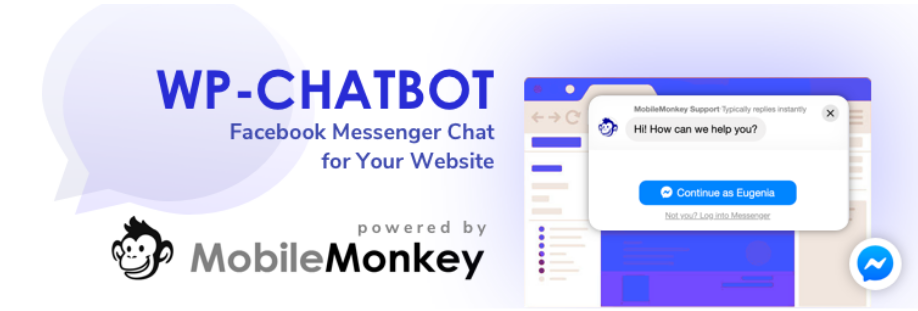 WP-CHATBOT
Facebook Messenger Chat
for Your Website
powered by
MobileMonkey
MobileMonkey Support Typically replies instantly
Hi! How can we help you?
Continue as Eugenia
Not you? Log into Messenger